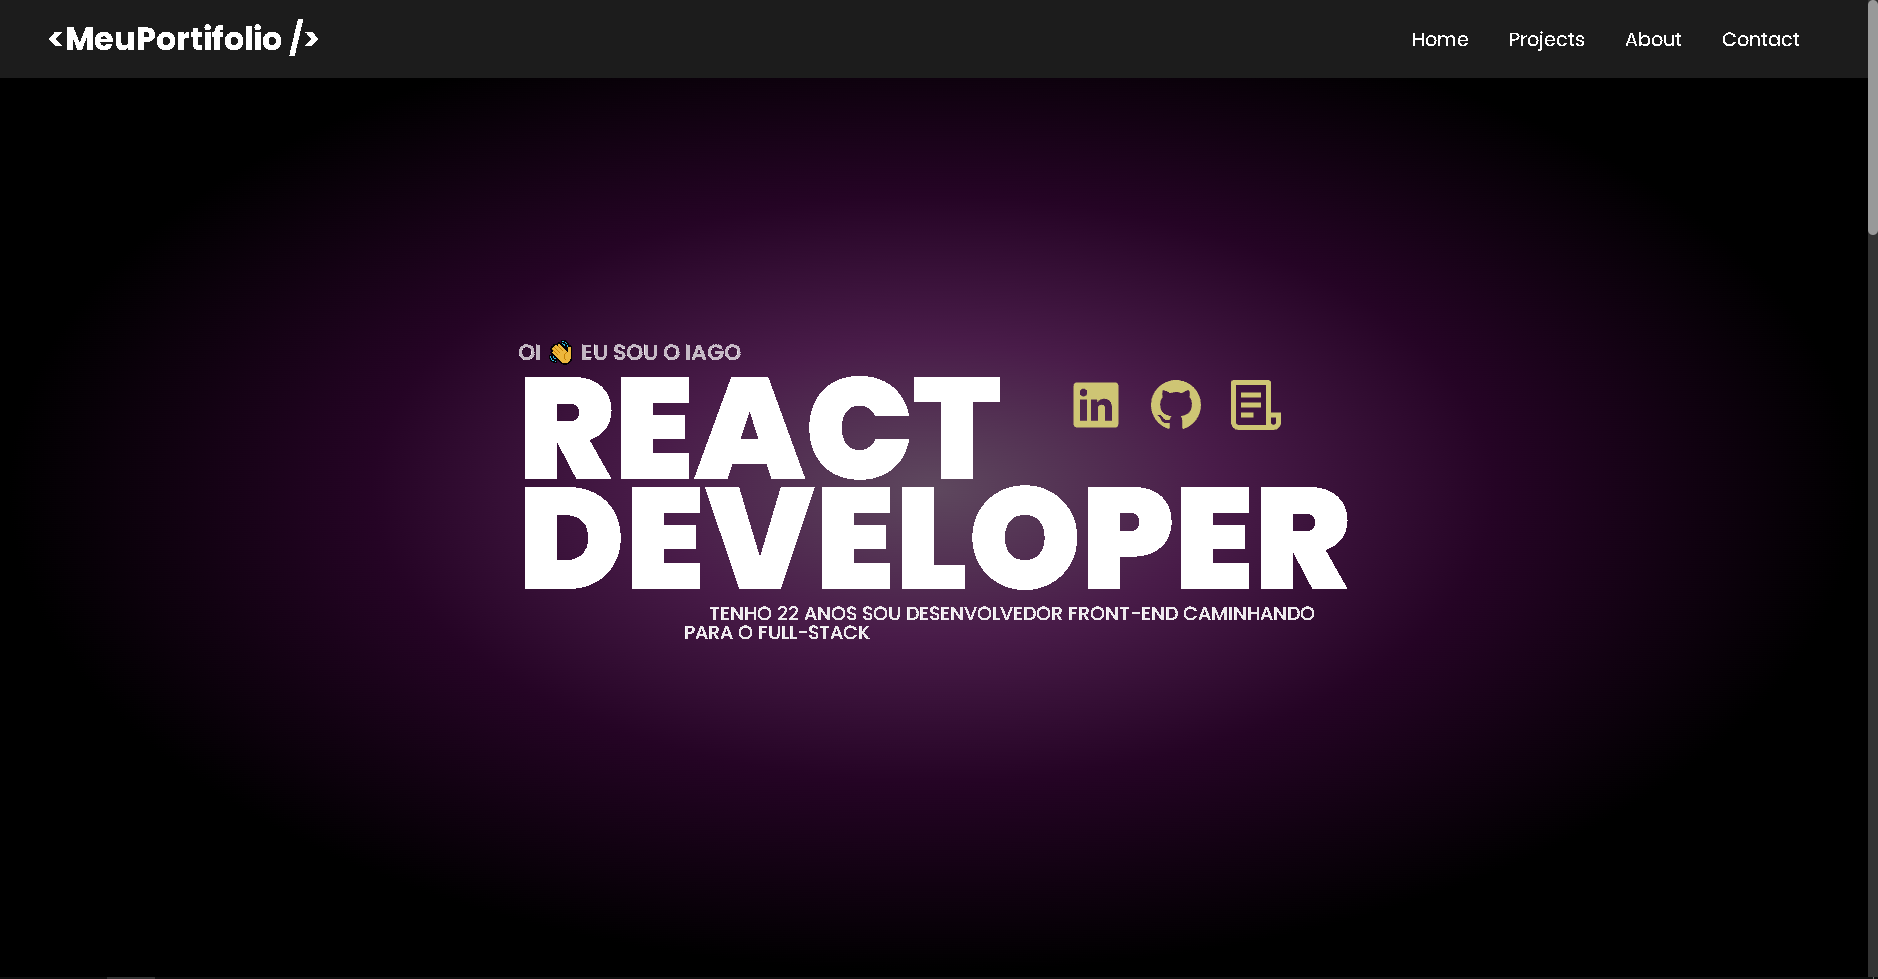 <MeuPortifolio />
Home Projects About Contact
OI 👋 EU SOU O IAGO
REACT
DEVELOPER
TENHO 22 ANOS SOU DESENVOLVEDOR FRONT-END CAMINHANDO
PARA O FULL-STACK